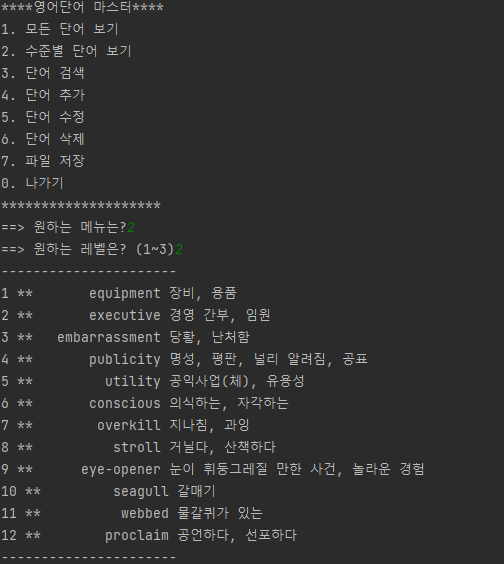 ****영어단어 마스터****
1. 모든 단어 보기
2. 수준별 단어 보기
3. 단어 검색
4. 단어 추가
5. 단어 수정
6. 단어 삭제
7. 파일 저장
0. 나가기
********************
==> 원하는 메뉴는?2
==> 원하는 레벨은? (1~3)2
----------------------
1 **       equipment 장비, 용품
2 **       executive 경영 간부, 임원
3 **   embarrassment 당황, 난처함
4 **       publicity 명성, 평판, 널리 알려짐, 공표
5 **         utility 공익사업(체), 유용성
6 **       conscious 의식하는, 자각하는
7 **        overkill 지나침, 과잉
8 **          stroll 거닐다, 산책하다
9 **      eye-opener 눈이 휘둥그레질 만한 사건, 놀라운 경험
10 **         seagull 갈매기
11 **          webbed 물갈퀴가 있는
12 **        proclaim 공언하다, 선포하다
----------------------